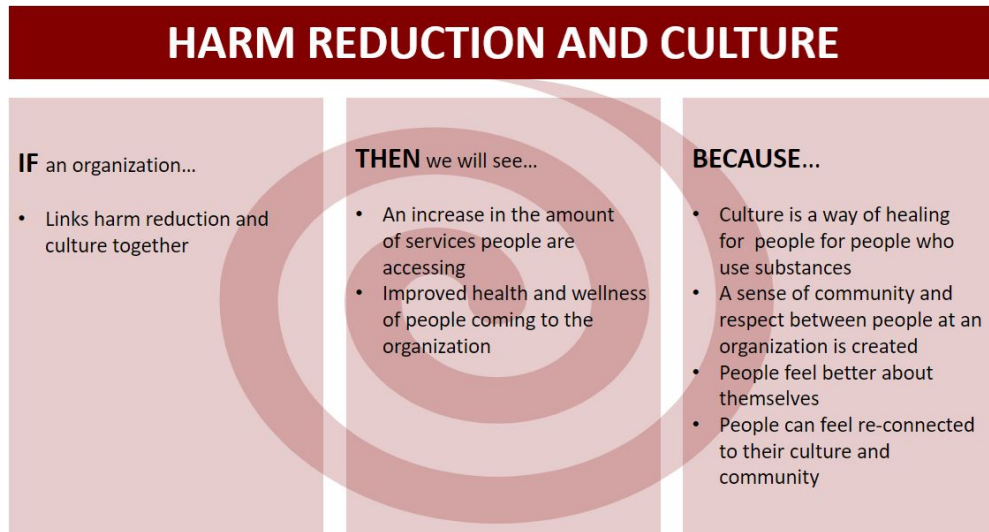 HARM REDUCTION AND CULTURE
IF an organization...
• Links harm reduction and
culture together
THEN we will see...
• An increase in the amount
of services people are
accessing
• Improved health and wellness
of people coming to the
organization
BECAUSE...
• Culture is a way of healing
for people for people who
use substances
• A sense of community and
respect between people at an
organization is created
• People feel better about
themselves
• People can feel re-connected
to their culture and
community